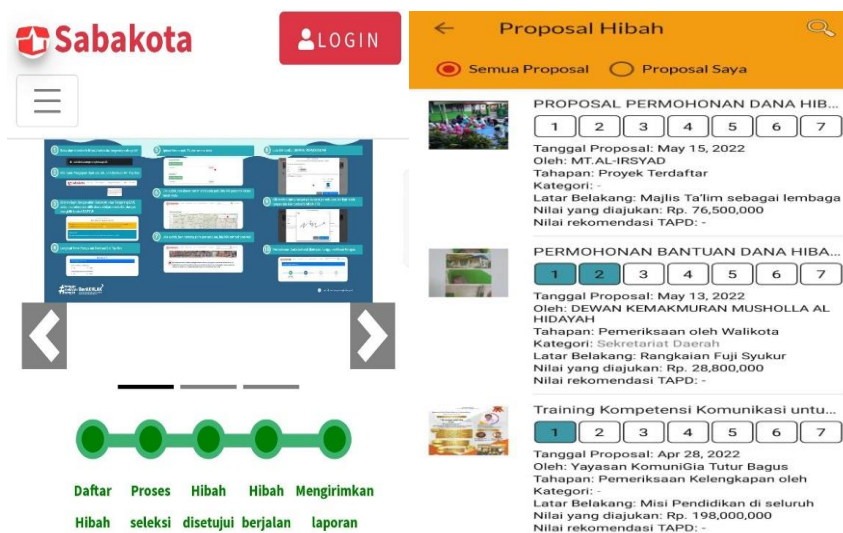 Sabakota
LOGIN
Daftar Hibah
Proses seleksi
Hibah disetujui
Hibah berjalan
Mengirimkan laporan
Proposal Hibah
Semua Proposal
Proposal Saya
PROPOSAL PERMOHONAN DANA HIB...
1 2 3 4 5 6 7
Tanggal Proposal: May 15, 2022
Oleh: MT.AL-IRSYAD
Tahapan: Proyek Terdaftar
Kategori: -
Latar Belakang: Majlis Ta'lim sebagai lembaga
Nilai yang diajukan: Rp. 76,500,000
Nilai rekomendasi TAPD: -
PERMOHONAN BANTUAN DANA HIBA...
1 2 3 4 5 6 7
Tanggal Proposal: May 13, 2022
Oleh: DEWAN KEMAKMURAN MUSHOLLA AL
HIDAYAH
Tahapan: Pemeriksaan oleh Walikota
Kategori: Sekretariat Daerah
Latar Belakang: Rangkaian Fuji Syukur
Nilai yang diajukan: Rp. 28,800,000
Nilai rekomendasi TAPD: -
Training Kompetensi Komunikasi untu...
1 2 3 4 5 6 7
Tanggal Proposal: Apr 28, 2022
Oleh: Yayasan KomuniGia Tutur Bagus
Tahapan: Pemeriksaan Kelengkapan oleh
Kategori: -
Latar Belakang: Misi Pendidikan di seluruh
Nilai yang diajukan: Rp. 198,000,000
Nilai rekomendasi TAPD: -